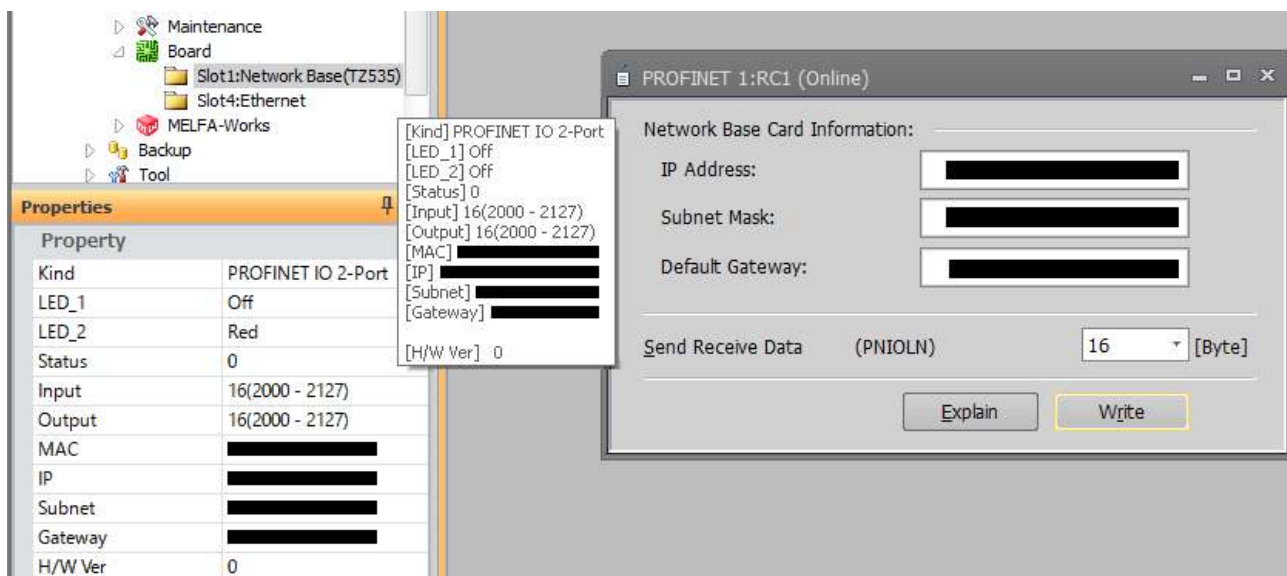 Maintenance
Board
Slot1:Network Base(TZ535)
Slot4:Ethernet
MELFA-Works
Backup
Tool
Properties
Property
Kind PROFINET IO 2-Port
LED_1 Off
LED_2 Red
Status 0
Input 16(2000 - 2127)
Output 16(2000 - 2127)
MAC
IP
Subnet
Gateway
H/W Ver 0
[Kind] PROFINET IO 2-Port
[LED_1] Off
[LED_2] Off
[Status] 0
[Input] 16(2000 - 2127)
[Output] 16(2000 - 2127)
[MAC]
[IP]
[Subnet]
[Gateway]
[H/W Ver] 0
PROFINET 1:RC1 (Online)
Network Base Card Information:
IP Address:
Subnet Mask:
Default Gateway:
Send Receive Data (PNIOLN) 16 [Byte]
Explain Write